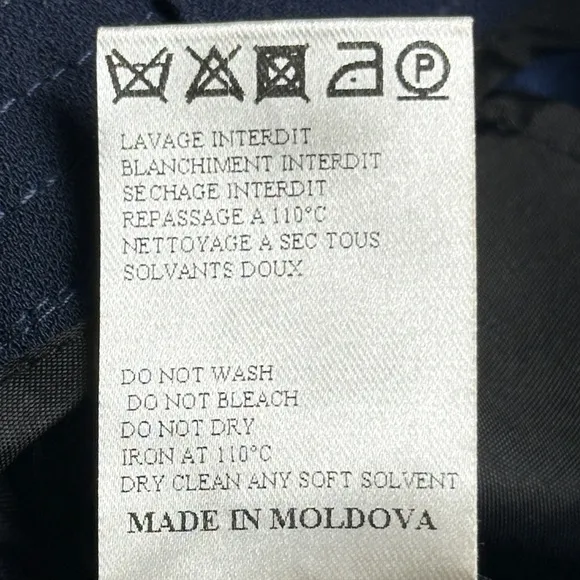 P
LAVAGE INTERDIT
BLANCHIMENT INTERDIT
SÉCHAGE INTERDIT
REPASSAGE A 110°C
NETTOYAGE A SEC TOUS
SOLVANTS DOUX
DO NOT WASH
DO NOT BLEACH
DO NOT DRY
IRON AT 110°C
DRY CLEAN ANY SOFT SOLVENT
MADE IN MOLDOVA